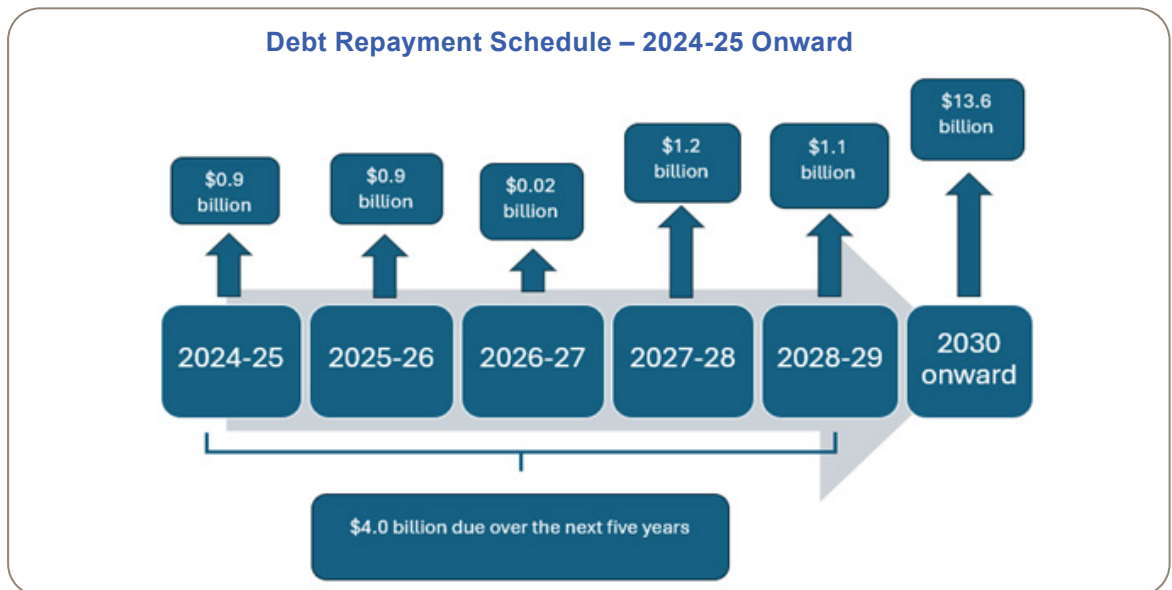 Debt Repayment Schedule – 2024-25 Onward
$0.9
billion
$0.9
billion
$0.02
billion
$1.2
billion
$1.1
billion
$13.6
billion
2024-25
2025-26
2026-27
2027-28
2028-29
2030
onward
$4.0 billion due over the next five years